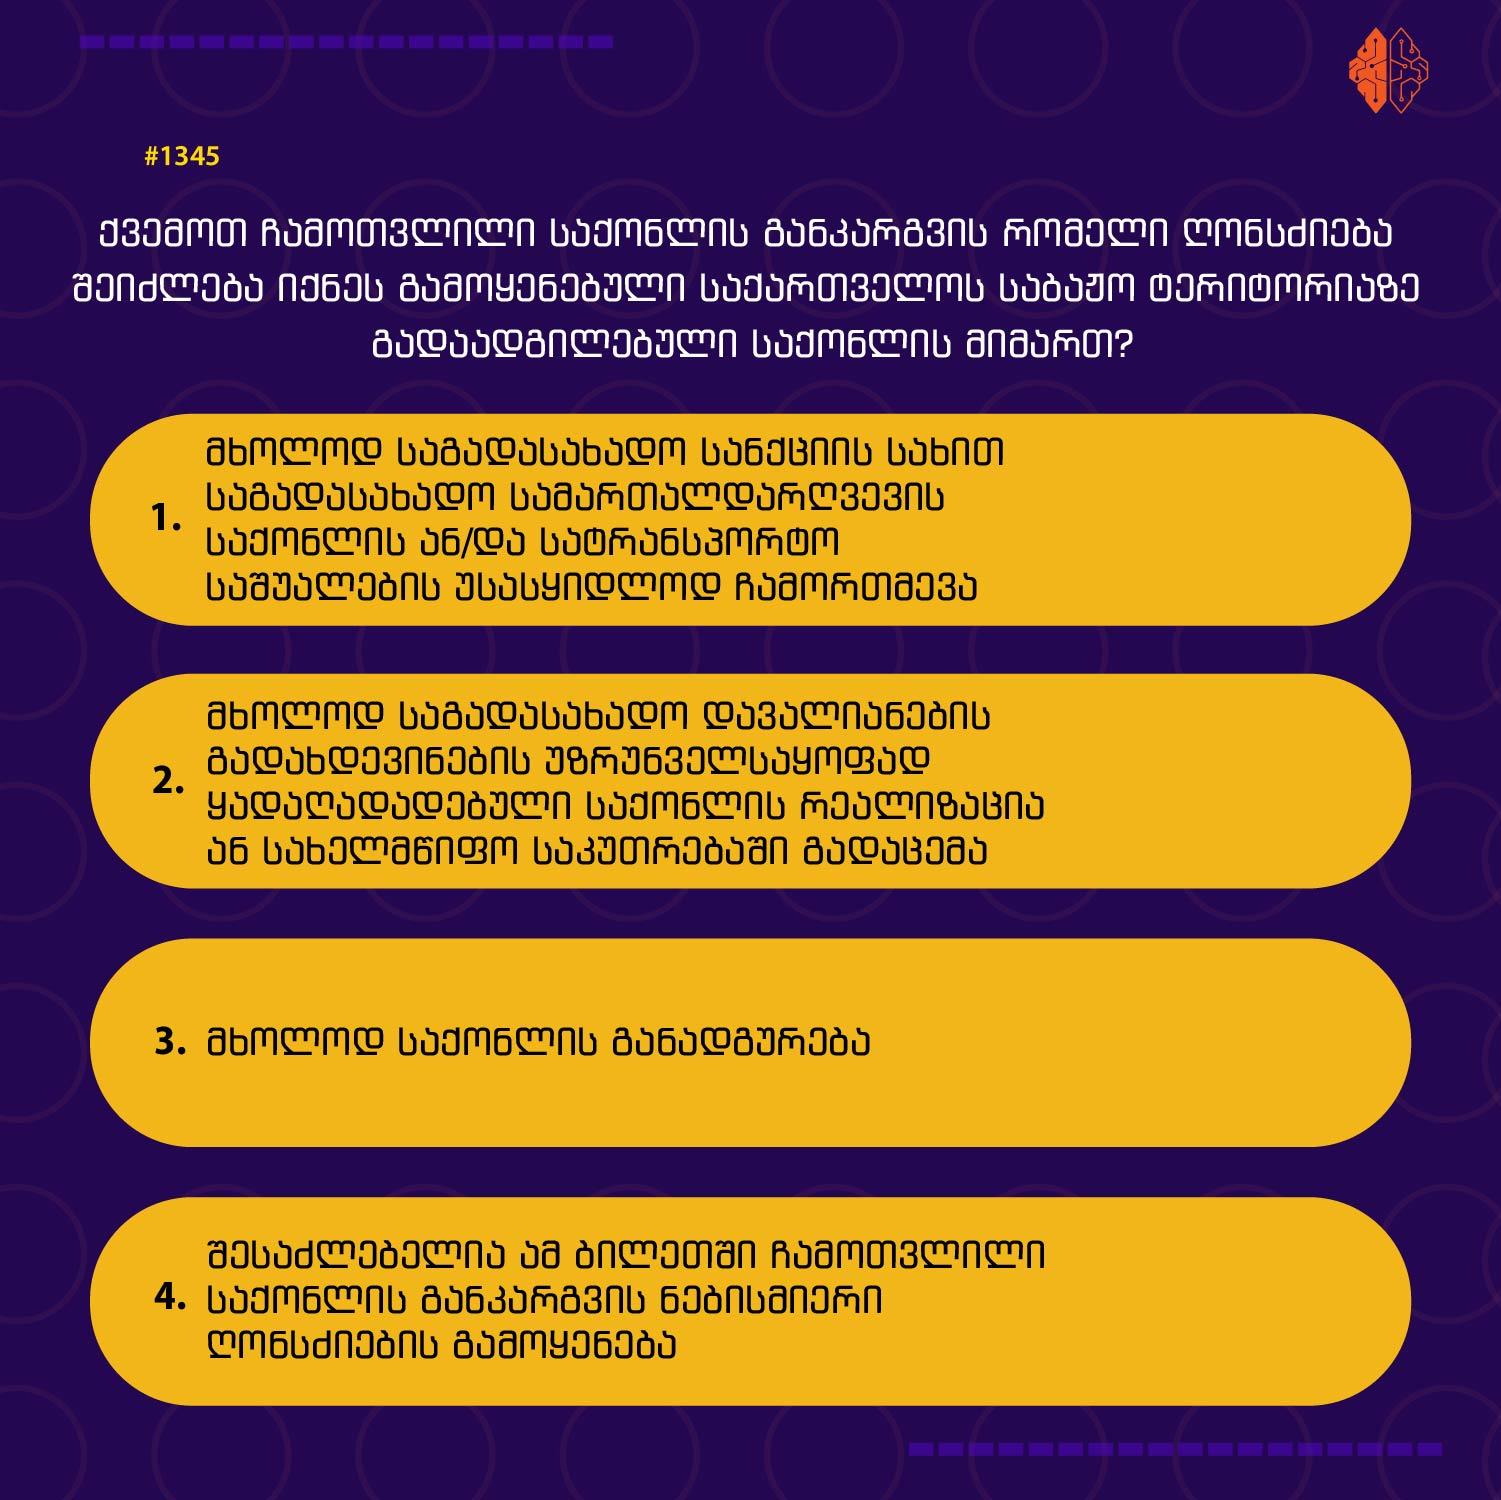 #1345
ქვემოთ ჩამოთვლილი საქონლის განკარგვის რომელი ღონსძიება
შეიძლება იქნეს გამოყენებული საქართველოს საბაჟო ტერიტორიაზე
გადაადგილებული საქონლის მიმართ?
1. მხოლოდ საგადასახადო სანქციის სახით
საგადასახადო სამართალდარღვევის
საქონლის ან/და სატრანსპორტო
საშუალების უსასყიდლოდ ჩამორთმევა
2. მხოლოდ საგადასახადო დავალიანების
გადახდევინების უზრუნველსაყოფად
ყადაღადადებული საქონლის რეალიზაცია
ან სახელმწიფო საკუთრებაში გადაცემა
3. მხოლოდ საქონლის განადგურება
4. შესაძლებელია ამ ბილეთში ჩამოთვლილი
საქონლის განკარგვის ნებისმიერი
ღონსძიების გამოყენება